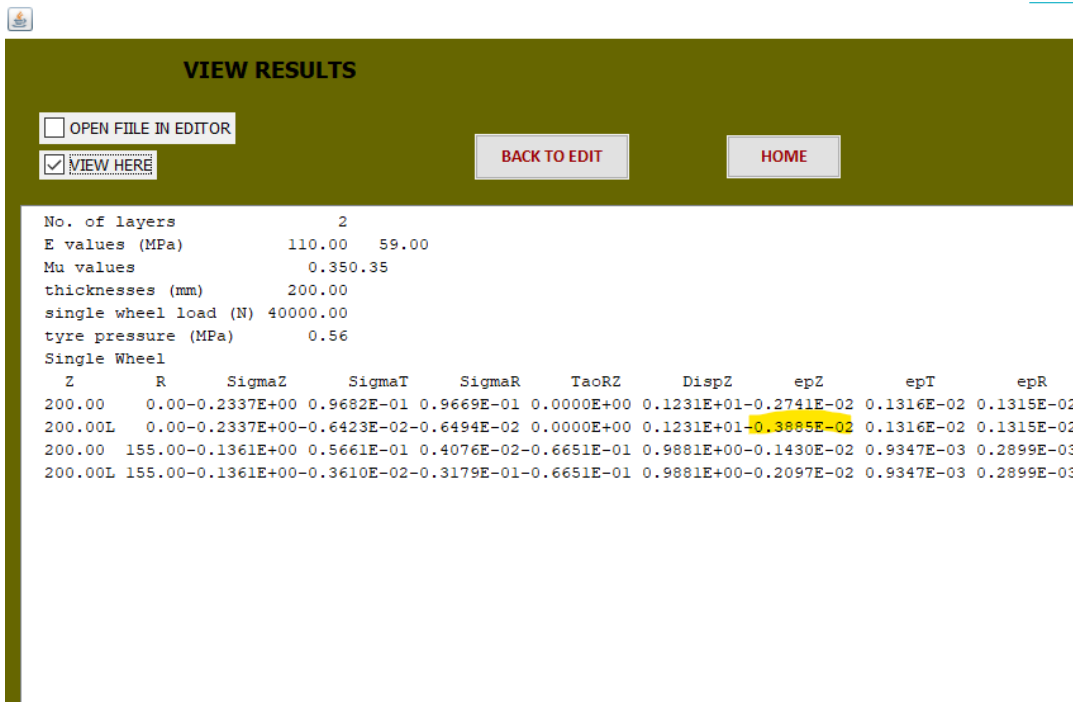 VIEW RESULTS
OPEN FIILE IN EDITOR
VIEW HERE
BACK TO EDIT
HOME
No. of layers 2
E values (MPa) 110.00 59.00
Mu values 0.350.35
thicknesses (mm) 200.00
single wheel load (N) 40000.00
tyre pressure (MPa) 0.56
Single Wheel
Z R SigmaZ SigmaT SigmaR TaoRZ DispZ epZ epT epR
200.00 0.00-0.2337E+00 0.9682E-01 0.9669E-01 0.0000E+00 0.1231E+01-0.2741E-02 0.1316E-02 0.1315E-02
200.00L 0.00-0.2337E+00-0.6423E-02-0.6494E-02 0.0000E+00 0.1231E+01-0.3885E-02 0.1316E-02 0.1315E-02
200.00 155.00-0.1361E+00 0.5661E-01 0.4076E-02-0.6651E-01 0.9881E+00-0.1430E-02 0.9347E-03 0.2899E-03
200.00L 155.00-0.1361E+00-0.3610E-02-0.3179E-01-0.6651E-01 0.9881E+00-0.2097E-02 0.9347E-03 0.2899E-03